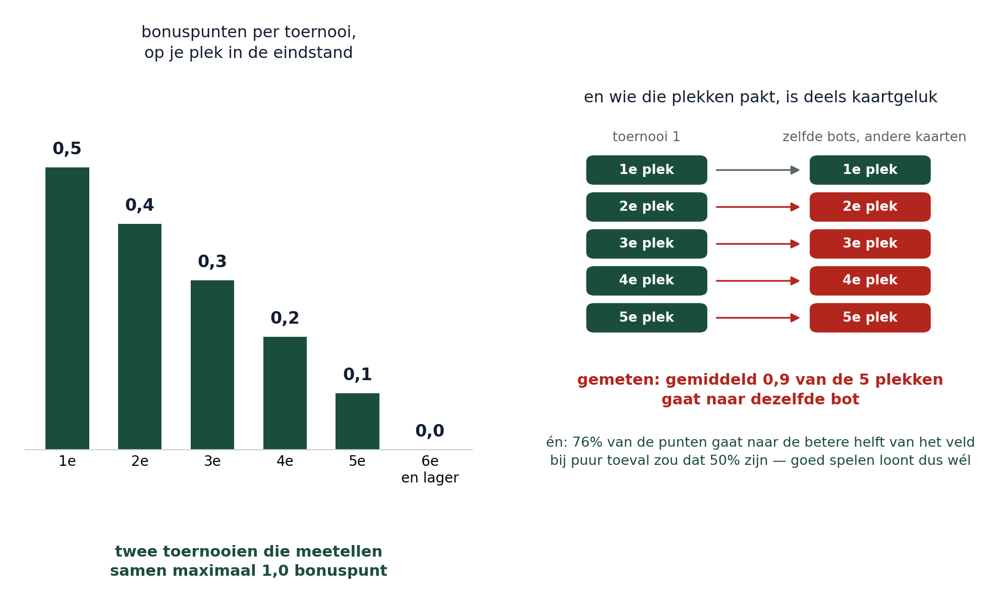 bonuspunten per toernooi,
op je plek in de eindstand
0,5
0,4
0,3
0,2
0,1
0,0
1e
2e
3e
4e
5e
6e
en lager
twee toernooien die meetellen
samen maximaal 1,0 bonuspunt
en wie die plekken pakt, is deels kaartgeluk
toernooi 1
zelfde bots, andere kaarten
1e plek
1e plek
2e plek
2e plek
3e plek
3e plek
4e plek
4e plek
5e plek
5e plek
gemeten: gemiddeld 0,9 van de 5 plekken
gaat naar dezelfde bot
én: 76% van de punten gaat naar de betere helft van het veld
bij puur toeval zou dat 50% zijn — goed spelen loont dus wél